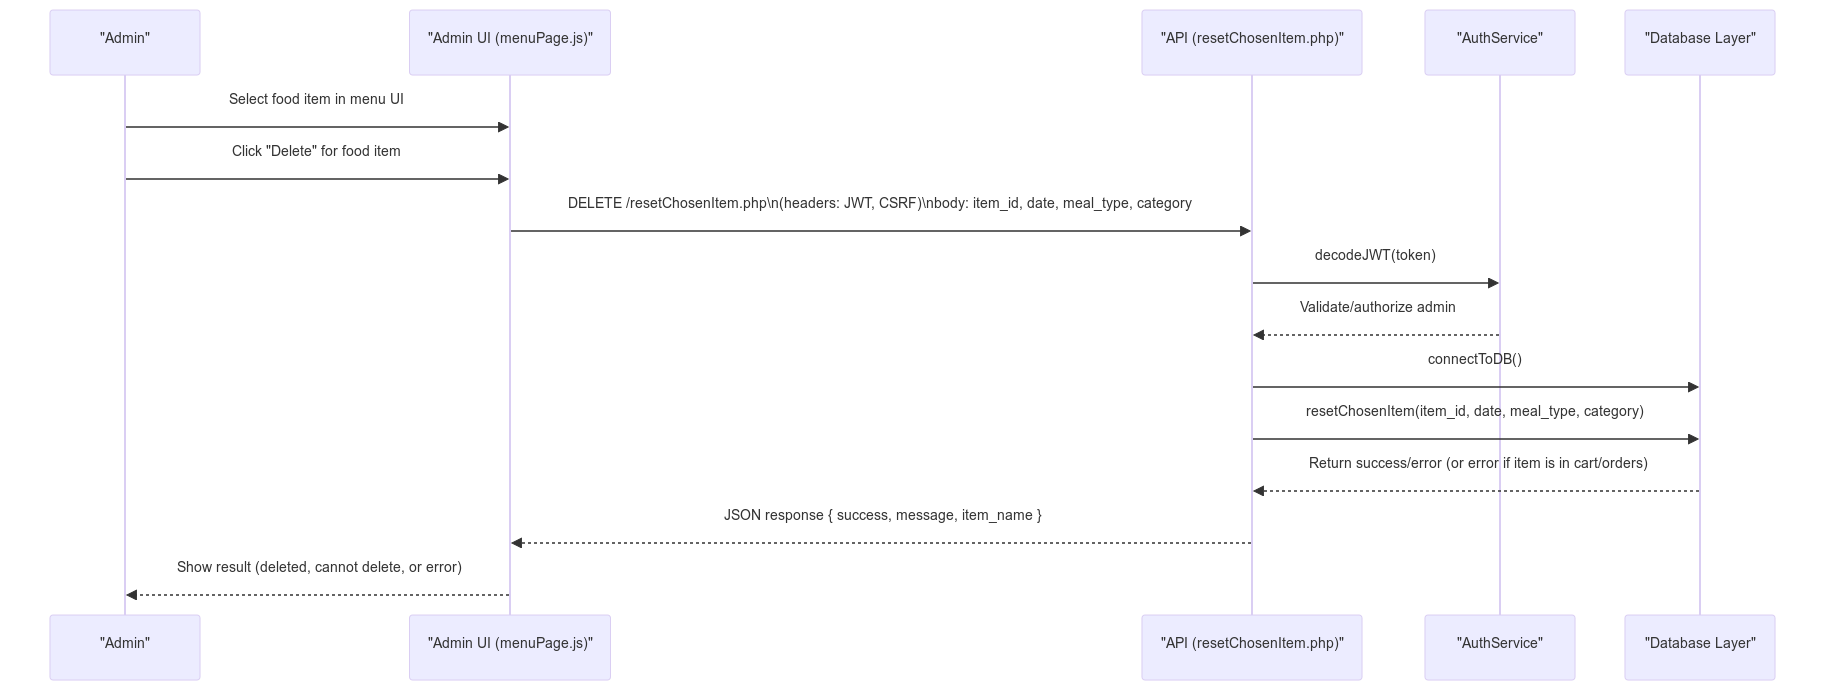 "Admin"
"Admin UI (menuPage.js)"
"API (resetChosenItem.php)"
"AuthService"
"Database Layer"
Select food item in menu UI
Click "Delete" for food item
DELETE /resetChosenItem.php\n(headers: JWT, CSRF)\nbody: item_id, date, meal_type, category
decodeJWT(token)
Validate/authorize admin
connectToDB()
resetChosenItem(item_id, date, meal_type, category)
Return success/error (or error if item is in cart/orders)
JSON response { success, message, item_name }
Show result (deleted, cannot delete, or error)
"Admin"
"Admin UI (menuPage.js)"
"API (resetChosenItem.php)"
"AuthService"
"Database Layer"